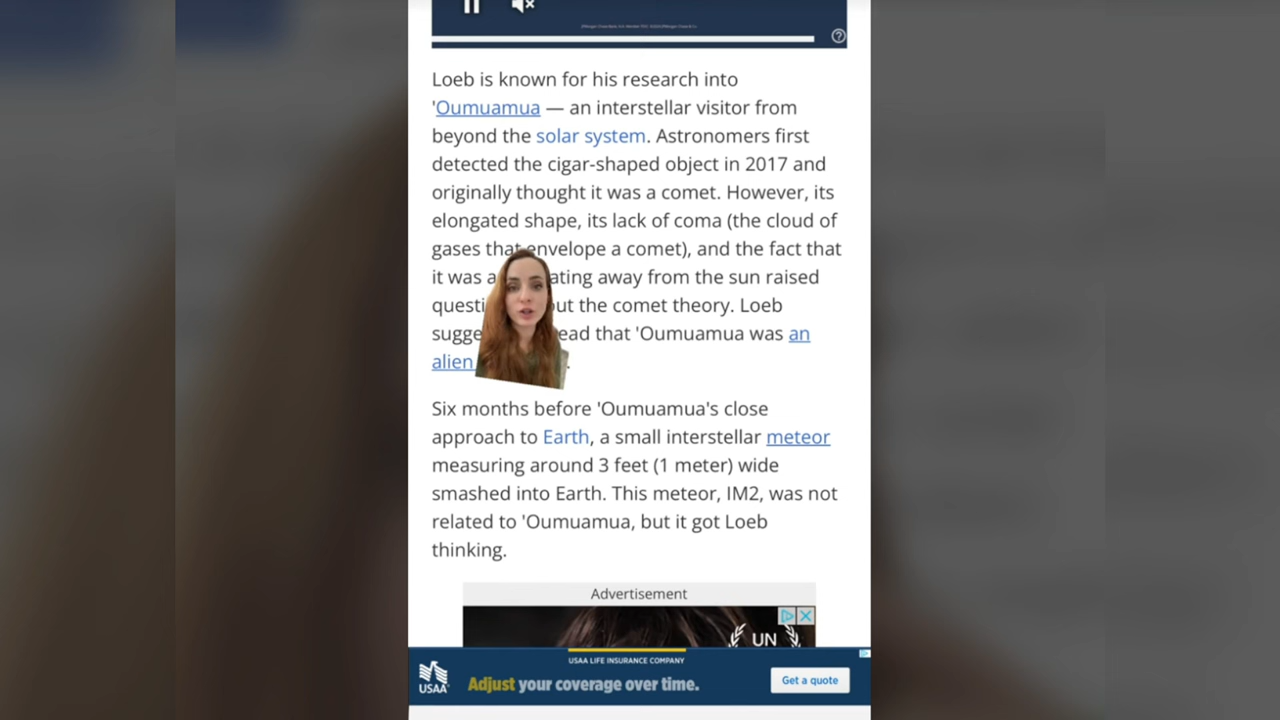 Loeb is known for his research into
'Oumuamua — an interstellar visitor from
beyond the solar system. Astronomers first
detected the cigar-shaped object in 2017 and
originally thought it was a comet. However, its
elongated shape, its lack of coma (the cloud of
gases that envelope a comet), and the fact that
it was a ating away from the sun raised
questi ut the comet theory. Loeb
sugge ead that 'Oumuamua was an
alien .
Six months before 'Oumuamua's close
approach to Earth, a small interstellar meteor
measuring around 3 feet (1 meter) wide
smashed into Earth. This meteor, IM2, was not
related to 'Oumuamua, but it got Loeb
thinking.
Advertisement
UN
USAA LIFE INSURANCE COMPANY
USAA
Adjust your coverage over time.
Get a quote